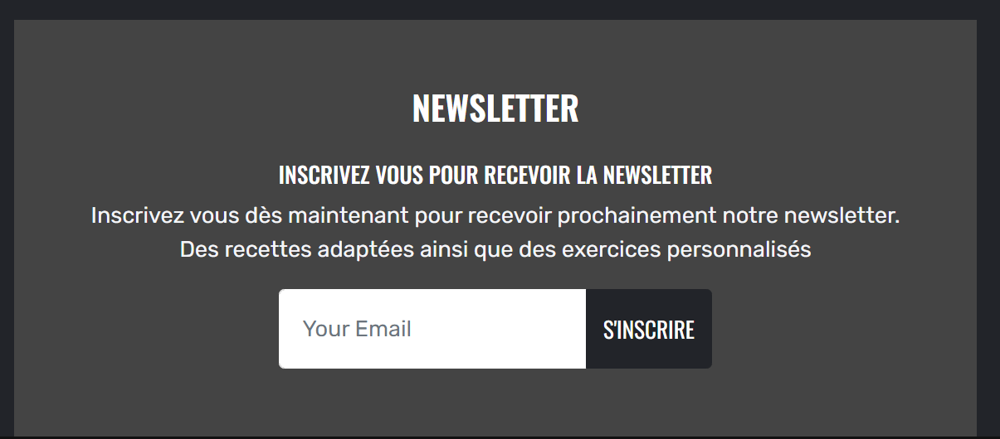 NEWSLETTER
INSCRIVEZ VOUS POUR RECEVOIR LA NEWSLETTER
Inscrivez vous dès maintenant pour recevoir prochainement notre newsletter.
Des recettes adaptées ainsi que des exercices personnalisés
Your Email
S'INSCRIRE